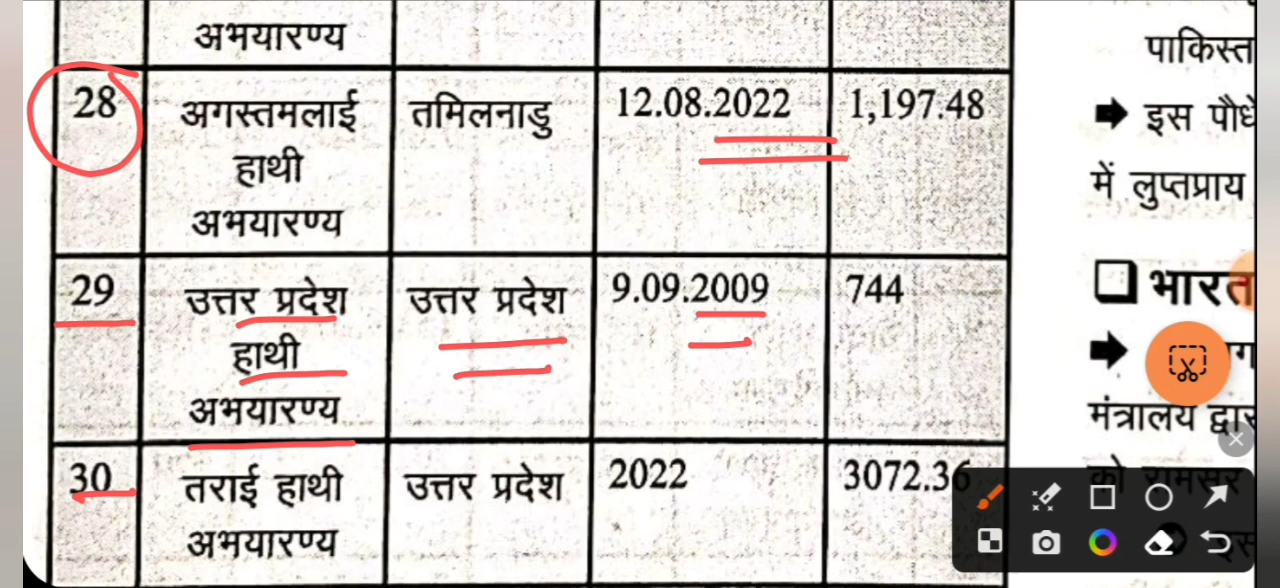 अभयारण्य
28 अगस्तमलाई तमिलनाडु 12.08.2022 1,197.48
हाथी
अभयारण्य
29 उत्तर प्रदेश उत्तर प्रदेश 9.09.2009 744
हाथी
अभयारण्य
30 तराई हाथी उत्तर प्रदेश 2022 3072.36
अभयारण्य
पाकिस्त
➡ इस पौधे
में लुप्तप्राय
❑ भारत
➡
मंत्रालय द्वार
को रामसर
इस